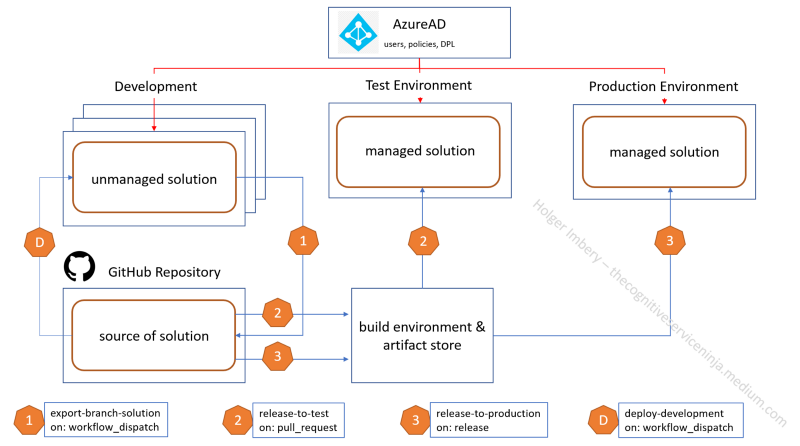 AzureAD
users, policies, DPL
Development
Test Environment
Production Environment
unmanaged solution
managed solution
managed solution
D
1
2
3
GitHub Repository
source of solution
2
3
build environment &
artifact store
Holger Imbery – thecognitiveserviceninja.medium.com
1
export-branch-solution
on: workflow_dispatch
2
release-to-test
on: pull_request
3
release-to-production
on: release
D
deploy-development
on: workflow_dispatch